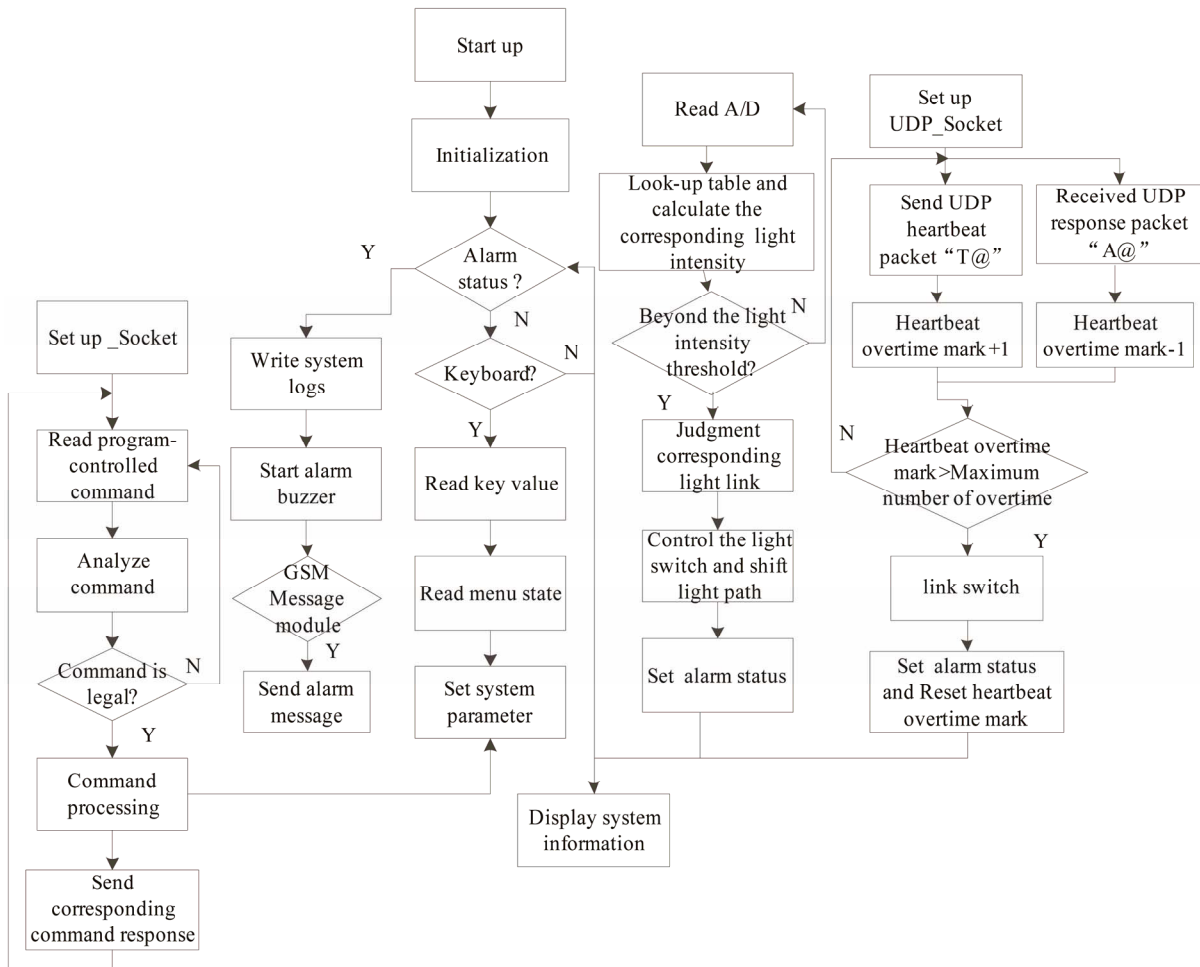 Start up
Initialization
Y
Alarm
status ?
N
Keyboard?
N
Y
Read key value
Read menu state
Set system
parameter
Set up _Socket
Read program-
controlled
command
Analyze
command
Command is
legal?
N
Y
Command
processing
Send
corresponding
command response
Write system
logs
Start alarm
buzzer
GSM
Message
module
Y
Send alarm
message
Display system
information
Read A/D
Look-up table and
calculate the
corresponding light
intensity
Beyond the light
intensity
threshold?
N
Y
Judgment
corresponding
light link
Control the light
switch and shift
light path
Set alarm status
Set up
UDP_Socket
Send UDP
heartbeat
packet “T@”
Received UDP
response packet
“A@”
Heartbeat
overtime mark+1
Heartbeat
overtime mark-1
N
Heartbeat overtime
mark>Maximum
number of overtime
Y
link switch
Set alarm status
and Reset heartbeat
overtime mark